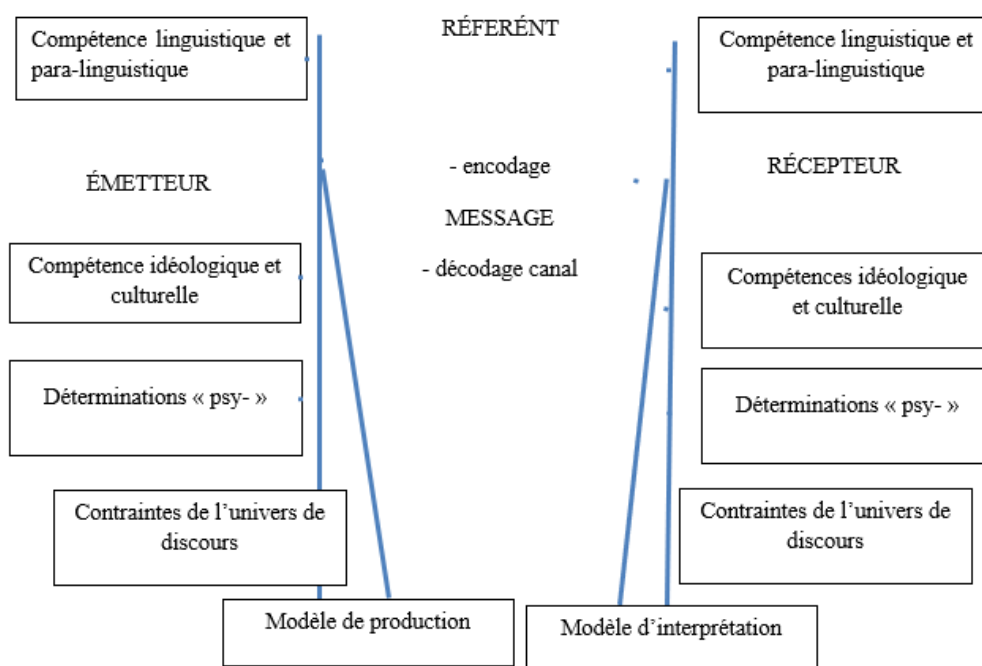 RÉFERÉNT
Compétence linguistique et
para-linguistique
Compétence linguistique et
para-linguistique
- encodage
ÉMETTEUR
RÉCEPTEUR
MESSAGE
- décodage canal
Compétence idéologique et
culturelle
Compétences idéologique
et culturelle
Déterminations « psy- »
Déterminations « psy- »
Contraintes de l’univers de
discours
Contraintes de l’univers de
discours
Modèle de production
Modèle d’interprétation